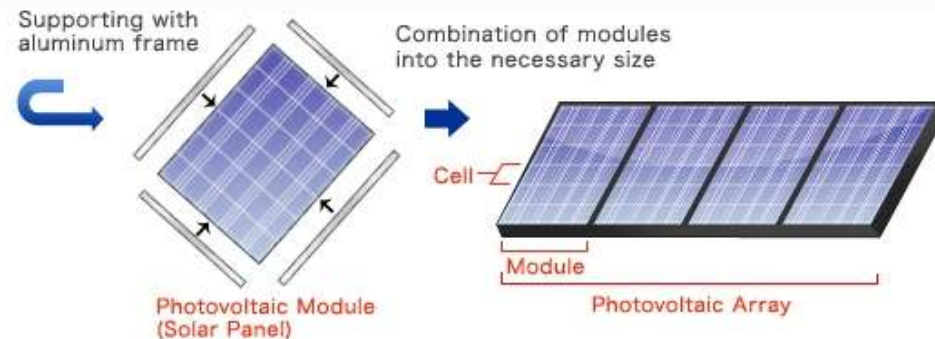 Supporting with
aluminum frame
Combination of modules
into the necessary size
Cell
Module
Photovoltaic Module
(Solar Panel)
Photovoltaic Array